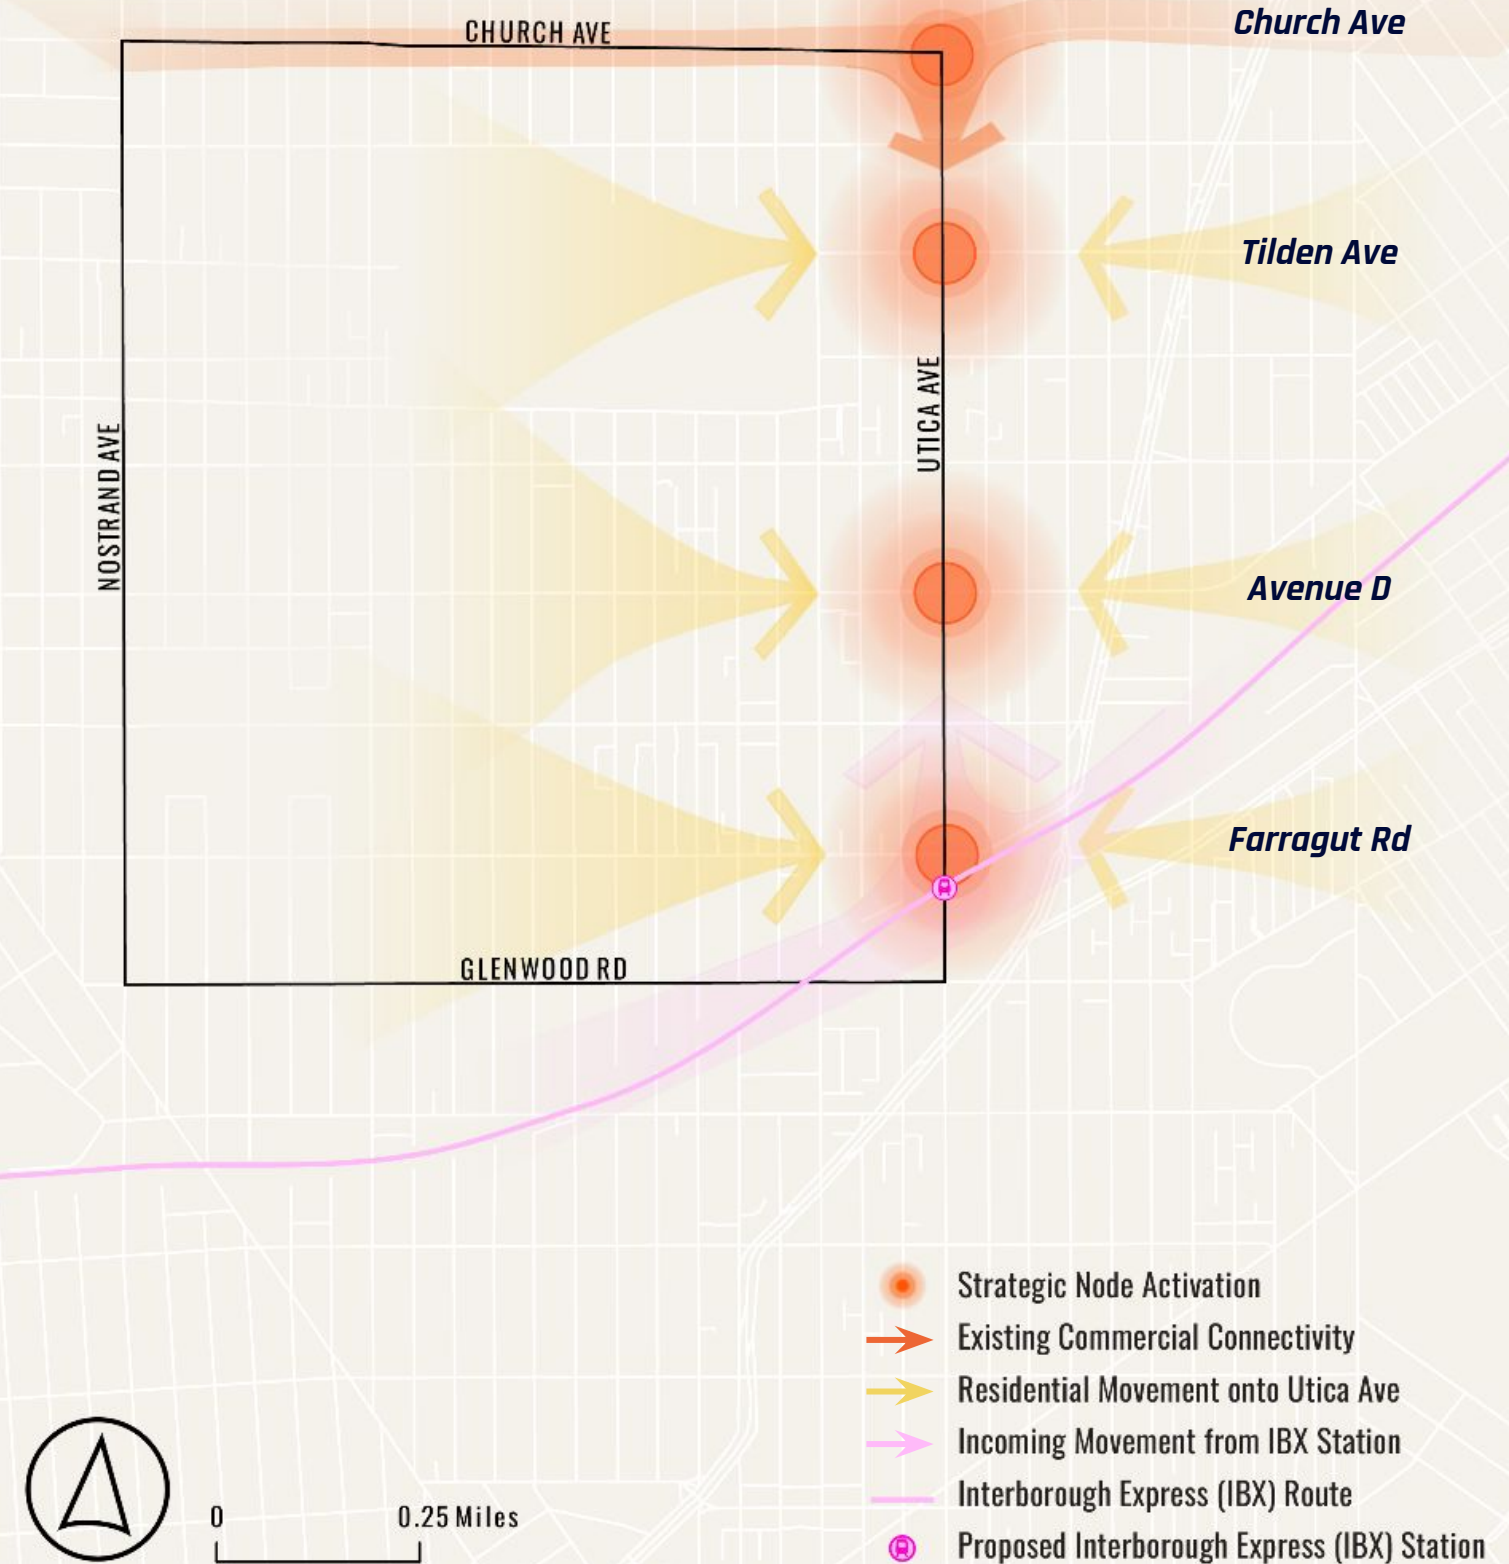 Church Ave
CHURCH AVE
Tilden Ave
UTICA AVE
NOSTRAND AVE
Avenue D
Farragut Rd
GLENWOOD RD
Strategic Node Activation
Existing Commercial Connectivity
Residential Movement onto Utica Ave
Incoming Movement from IBX Station
Interborough Express (IBX) Route
Proposed Interborough Express (IBX) Station
0 0.25 Miles